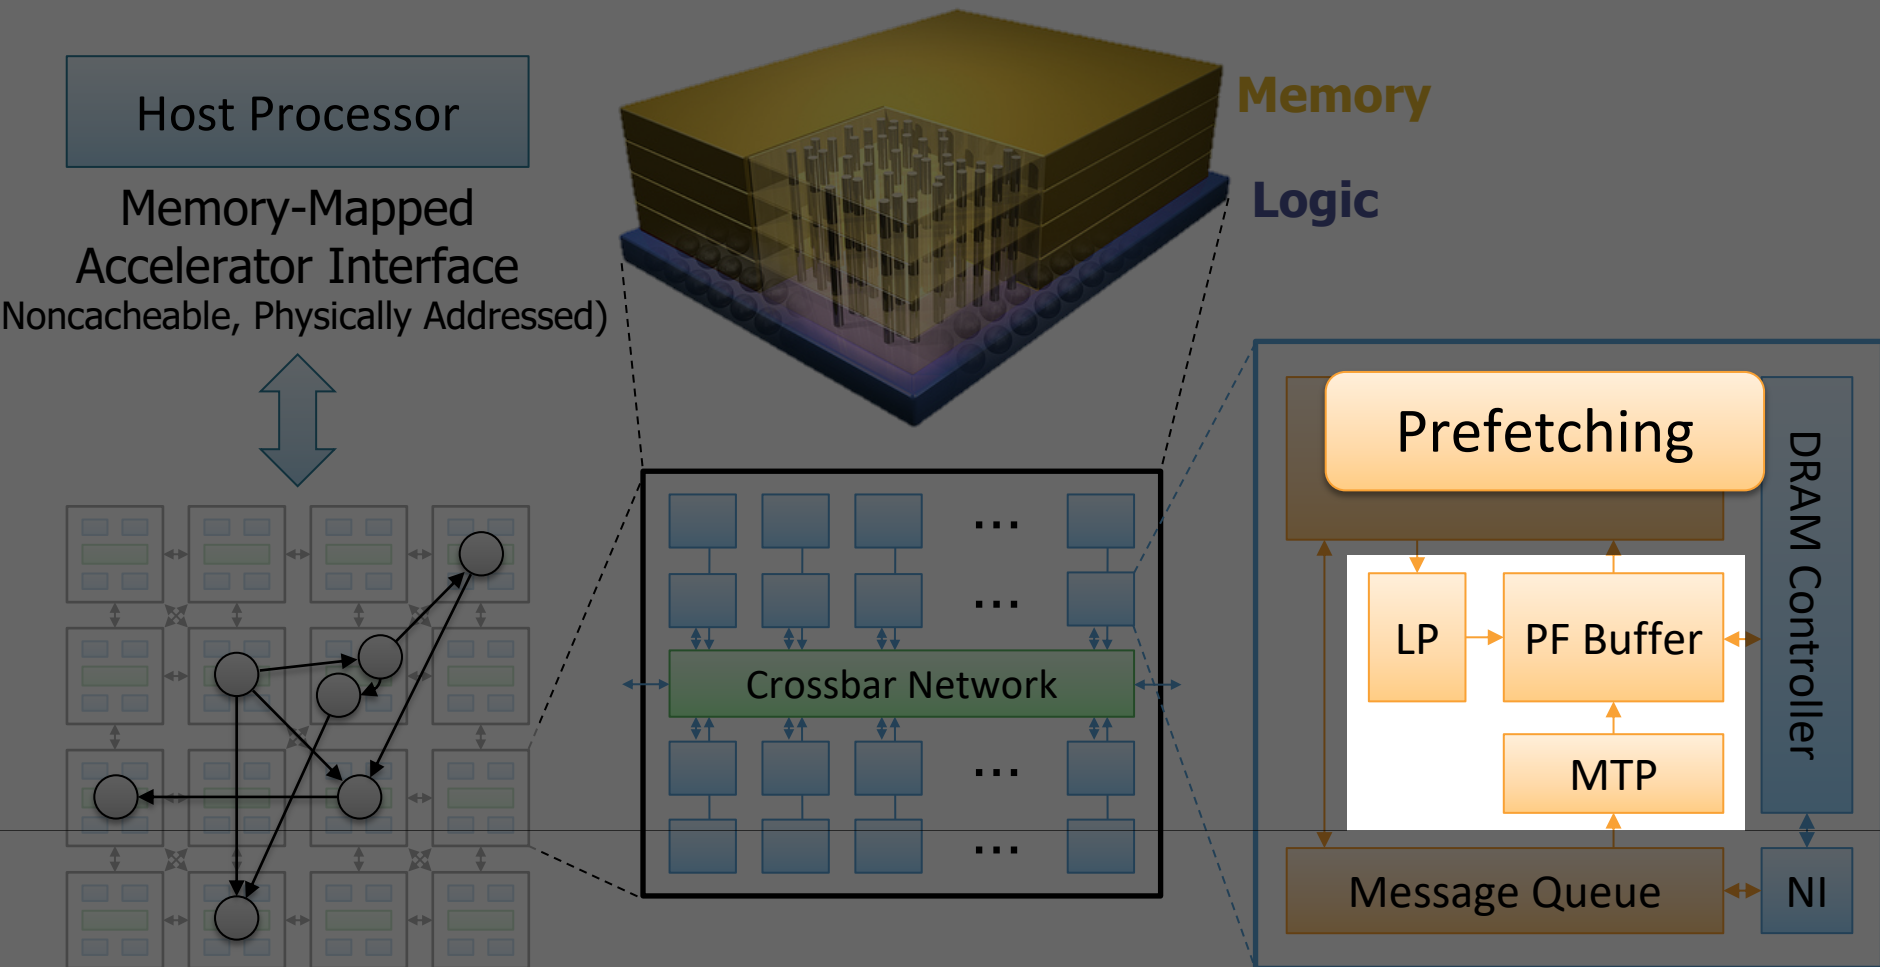 Host Processor
Memory-Mapped
Accelerator Interface
Noncacheable, Physically Addressed)
Memory
Logic
...
...
Crossbar Network
...
...
Prefetching
LP
PF Buffer
MTP
Message Queue
DRAM Controller
NI